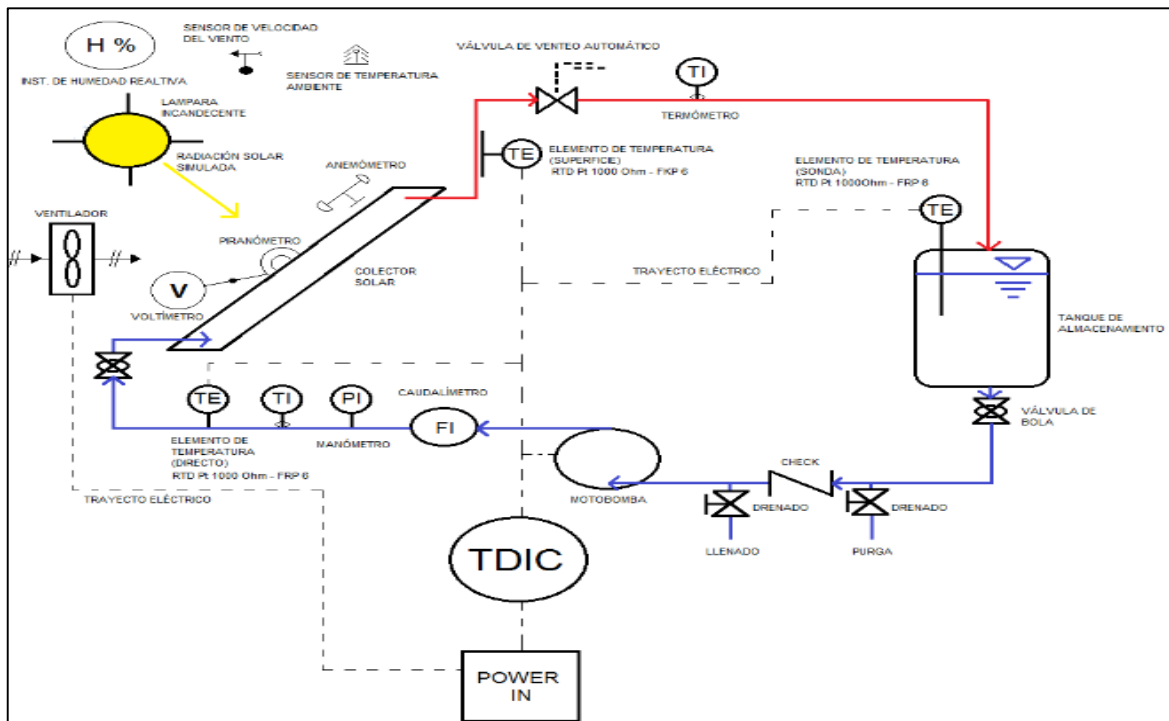 H %
INST. DE HUMEDAD REALTIVA
SENSOR DE VELOCIDAD
DEL VIENTO
SENSOR DE TEMPERATURA
AMBIENTE
VÁLVULA DE VENTEO AUTOMÁTICO
TI
TERMÓMETRO
LAMPARA
INCANDECENTE
RADIACIÓN SOLAR
SIMULADA
ANEMÓMETRO
TE
ELEMENTO DE TEMPERATURA
(SUPERFICIE)
RTD Pt 1000 Ohm - FKP 6
ELEMENTO DE TEMPERATURA
(SONDA)
RTD Pt 1000Ohm - FRP 6
TE
VENTILADOR
PIRANÓMETRO
COLECTOR
SOLAR
V
VOLTÍMETRO
TRAYECTO ELÉCTRICO
TANQUE DE
ALMACENAMIENTO
TE
TI
PI
CAUDALÍMETRO
FI
VÁLVULA DE
BOLA
ELEMENTO DE
TEMPERATURA
(DIRECTO)
RTD Pt 1000 Ohm - FRP 6
MANÓMETRO
CHECK
MOTOBOMBA
DRENADO
DRENADO
TRAYECTO ELÉCTRICO
LLENADO
PURGA
TDIC
POWER
IN